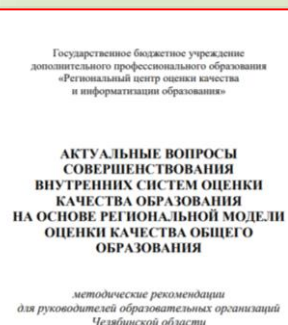 Государственное бюджетное учреждение
дополнительного профессионального образования
«Региональный центр оценки качества
и информатизации образования»
АКТУАЛЬНЫЕ ВОПРОСЫ
СОВЕРШЕНСТВОВАНИЯ
ВНУТРЕННИХ СИСТЕМ ОЦЕНКИ
КАЧЕСТВА ОБРАЗОВАНИЯ
НА ОСНОВЕ РЕГИОНАЛЬНОЙ МОДЕЛИ
ОЦЕНКИ КАЧЕСТВА ОБЩЕГО
ОБРАЗОВАНИЯ
методические рекомендации
для руководителей образовательных организаций
Челябинской области